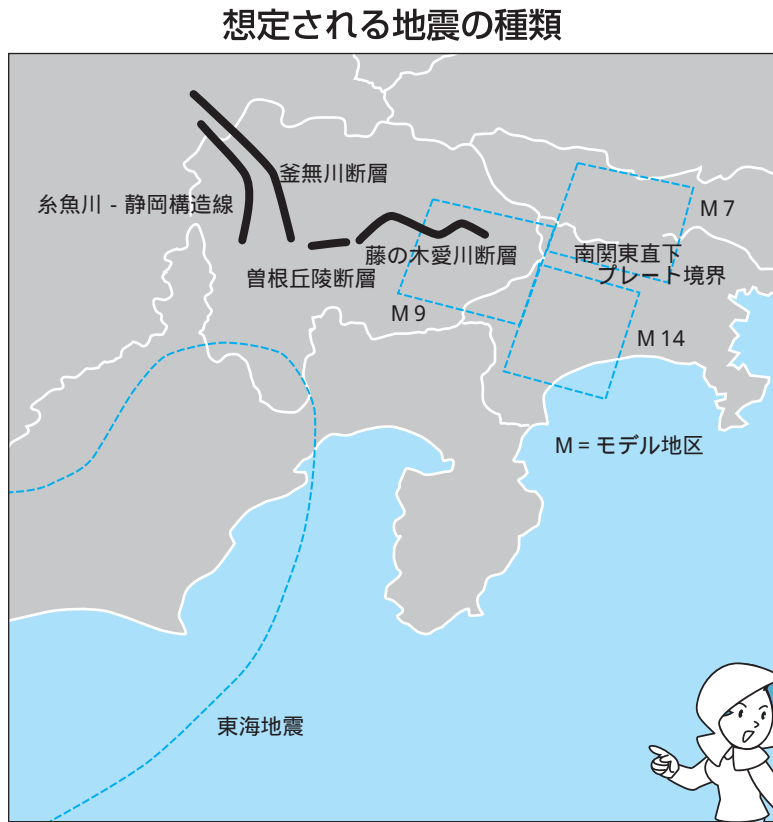 想定される地震の種類
釜無川断層
糸魚川 - 静岡構造線
M 7
藤の木愛川断層
南関東直下
プレート境界
曽根丘陵断層
M 9
M 14
M = モデル地区
東海地震